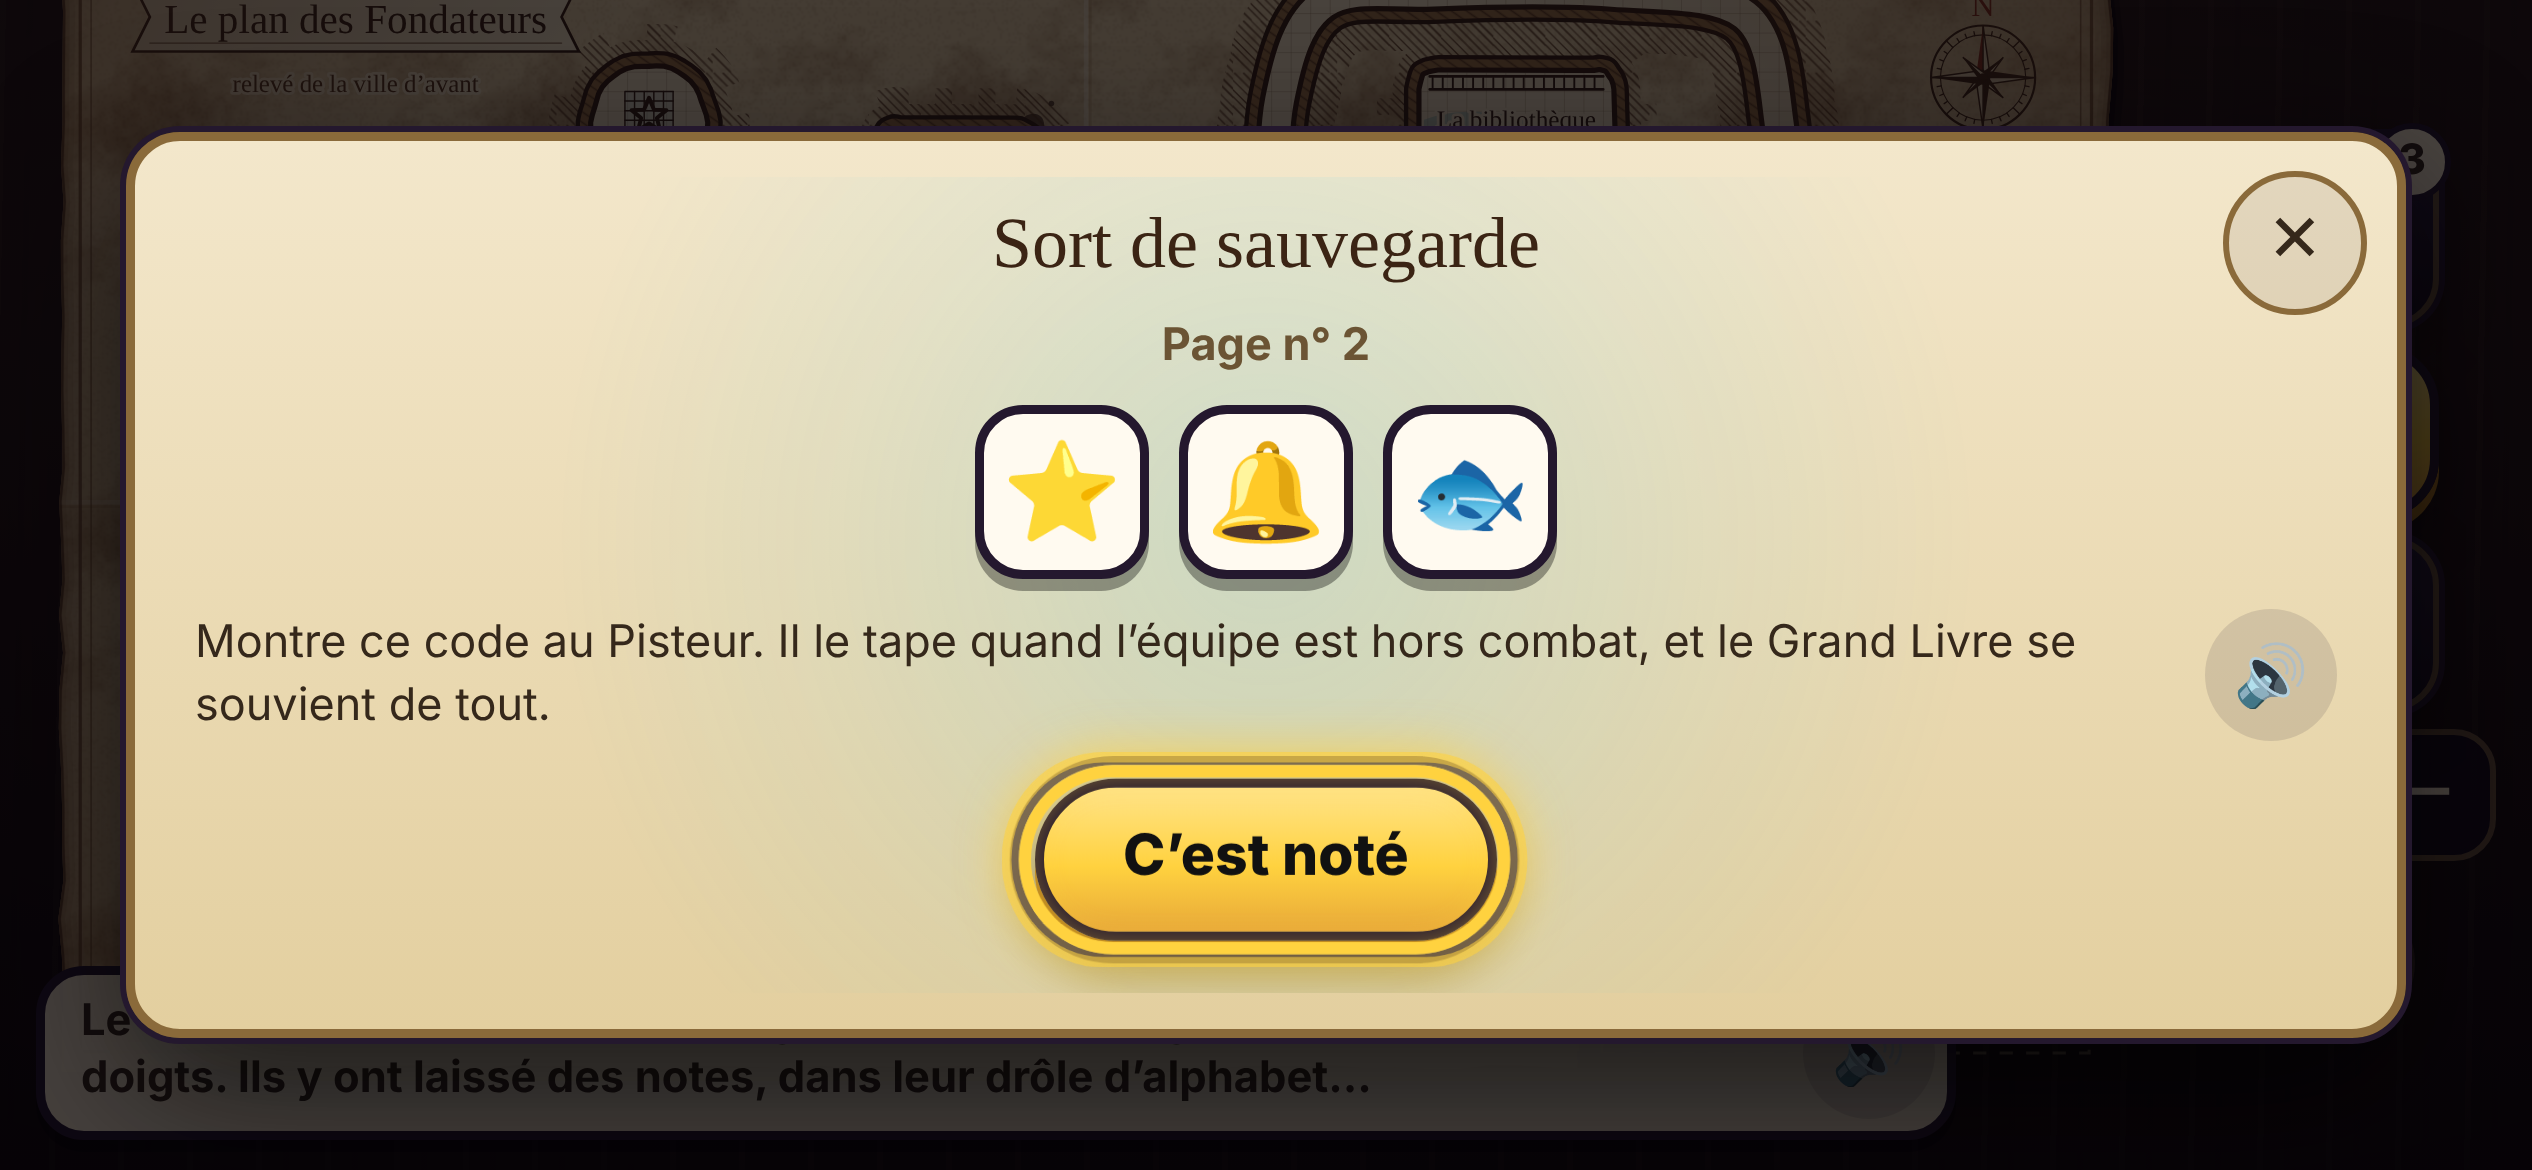 Le plan des Fondateurs
relevé de la ville d’avant
N
La bibliothèque
3
Sort de sauvegarde
Page n° 2
Montre ce code au Pisteur. Il le tape quand l’équipe est hors combat, et le Grand Livre se
souvient de tout.
C’est noté
Le
doigts. Ils y ont laissé des notes, dans leur drôle d’alphabet…